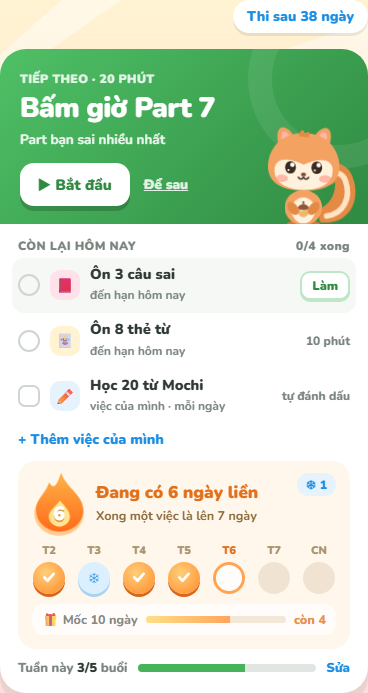 Thi sau 38 ngày
TIẾP THEO · 20 PHÚT
Bấm giờ Part 7
Part bạn sai nhiều nhất
▶ Bắt đầu
Để sau
CÒN LẠI HÔM NAY
0/4 xong
Ôn 3 câu sai
đến hạn hôm nay
Làm
Ôn 8 thẻ từ
đến hạn hôm nay
10 phút
Học 20 từ Mochi
việc của mình · mỗi ngày
tự đánh dấu
+ Thêm việc của mình
6
Đang có 6 ngày liền
Xong một việc là lên 7 ngày
❄ 1
T2 T3 T4 T5 T6 T7 CN
Mốc 10 ngày
còn 4
Tuần này 3/5 buổi
Sửa